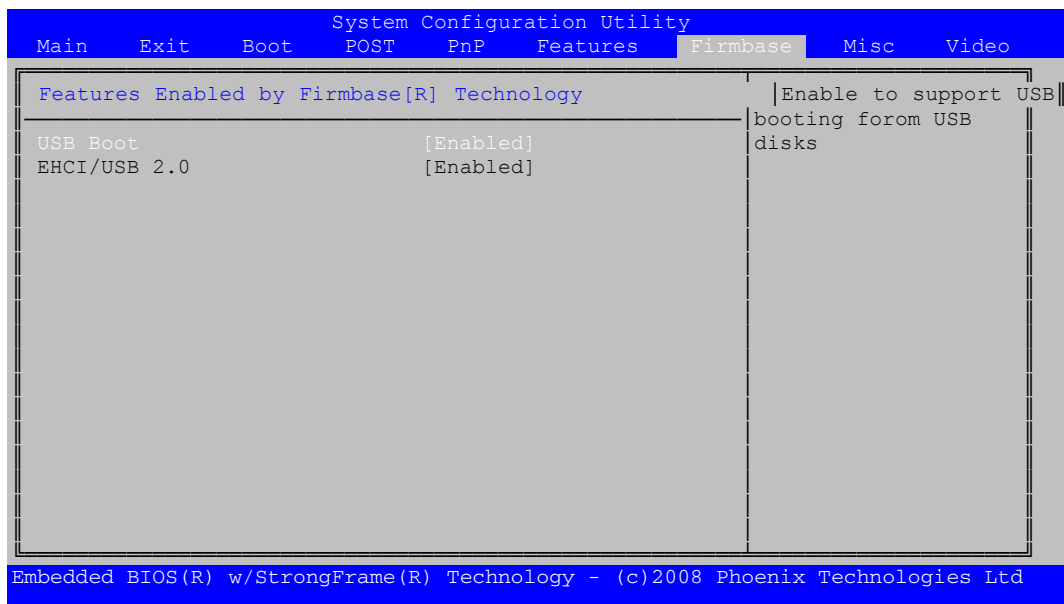 System Configuration Utility
Main Exit Boot POST PnP Features Firmbase Misc Video
Features Enabled by Firmbase[R] Technology
Enable to support USB
booting forom USB
disks
USB Boot [Enabled]
EHCI/USB 2.0 [Enabled]
Embedded BIOS(R) w/StrongFrame(R) Technology - (c)2008 Phoenix Technologies Ltd